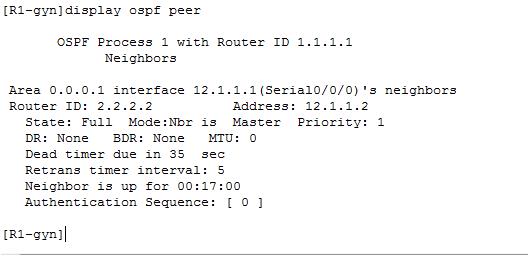 [R1-gyn]display ospf peer
OSPF Process 1 with Router ID 1.1.1.1
Neighbors
Area 0.0.0.1 interface 12.1.1.1(Serial0/0/0)'s neighbors
Router ID: 2.2.2.2 Address: 12.1.1.2
State: Full Mode:Nbr is Master Priority: 1
DR: None BDR: None MTU: 0
Dead timer due in 35 sec
Retrans timer interval: 5
Neighbor is up for 00:17:00
Authentication Sequence: [ 0 ]
[R1-gyn]